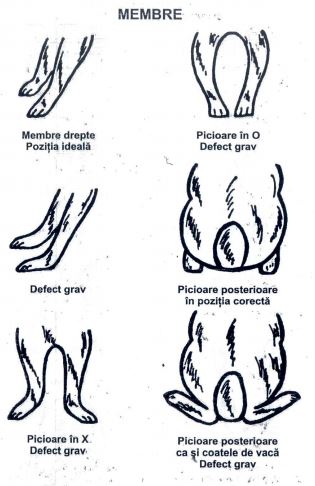 MEMBRE
Membre drepte
Poziția ideală
Picioare în O
Defect grav
Defect grav
Picioare posterioare
în poziția corectă
Picioare în X
Defect grav
Picioare posterioare
ca și coatele de vacă
Defect grav